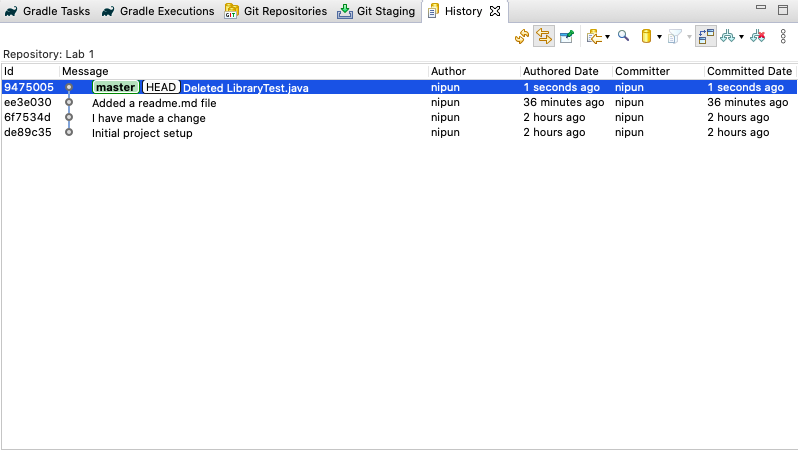 Gradle Tasks Gradle Executions GIT Git Repositories Git Staging History
Repository: Lab 1
Id Message Author Authored Date Committer Committed Date
9475005 master HEAD Deleted LibraryTest.java nipun 1 seconds ago nipun 1 seconds ago
ee3e030 Added a readme.md file nipun 36 minutes ago nipun 36 minutes ago
6f7534d I have made a change nipun 2 hours ago nipun 2 hours ago
de89c35 Initial project setup nipun 2 hours ago nipun 2 hours ago